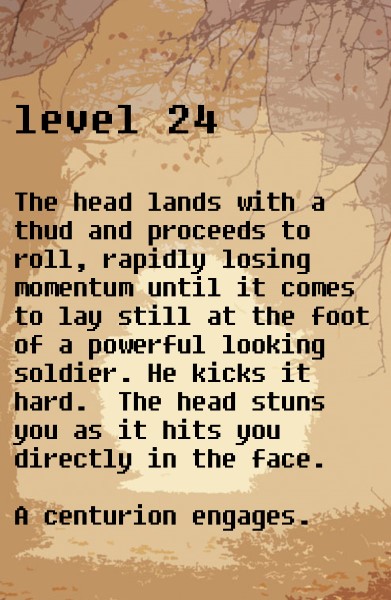 level 24
The head lands with a
thud and proceeds to
roll, rapidly losing
momentum until it comes
to lay still at the foot
of a powerful looking
soldier. He kicks it
hard.  The head stuns
you as it hits you
directly in the face.
A centurion engages.